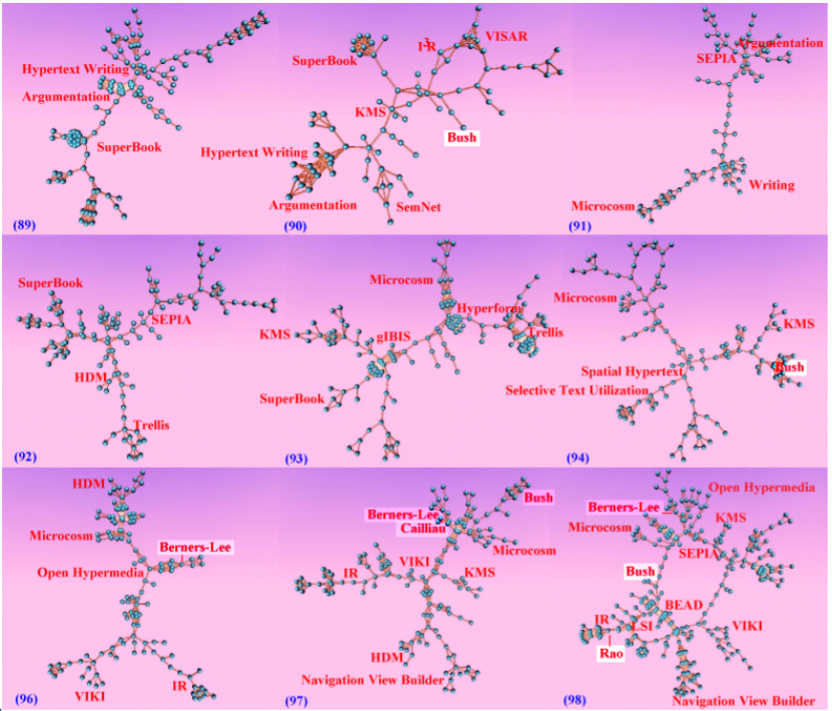 Hypertext Writing
Argumentation
SuperBook
(89)
SuperBook
I³R
VISAR
KMS
Bush
Hypertext Writing
Argumentation
SemNet
(90)
Argumentation
SEPIA
Writing
Microcosm
(91)
SuperBook
SEPIA
HDM
Trellis
(92)
Microcosm
Hyperform
KMS
gIBIS
Trellis
SuperBook
(93)
Microcosm
KMS
Spatial Hypertext
Bush
Selective Text Utilization
(94)
HDM
Microcosm
Berners-Lee
Open Hypermedia
VIKI
IR
(96)
Bush
Berners-Lee
Cailliau
Microcosm
VIKI
IR
KMS
HDM
Navigation View Builder
(97)
Open Hypermedia
Berners-Lee
KMS
Microcosm
SEPIA
Bush
BEAD
IR
LSI
VIKI
Rao
Navigation View Builder
(98)